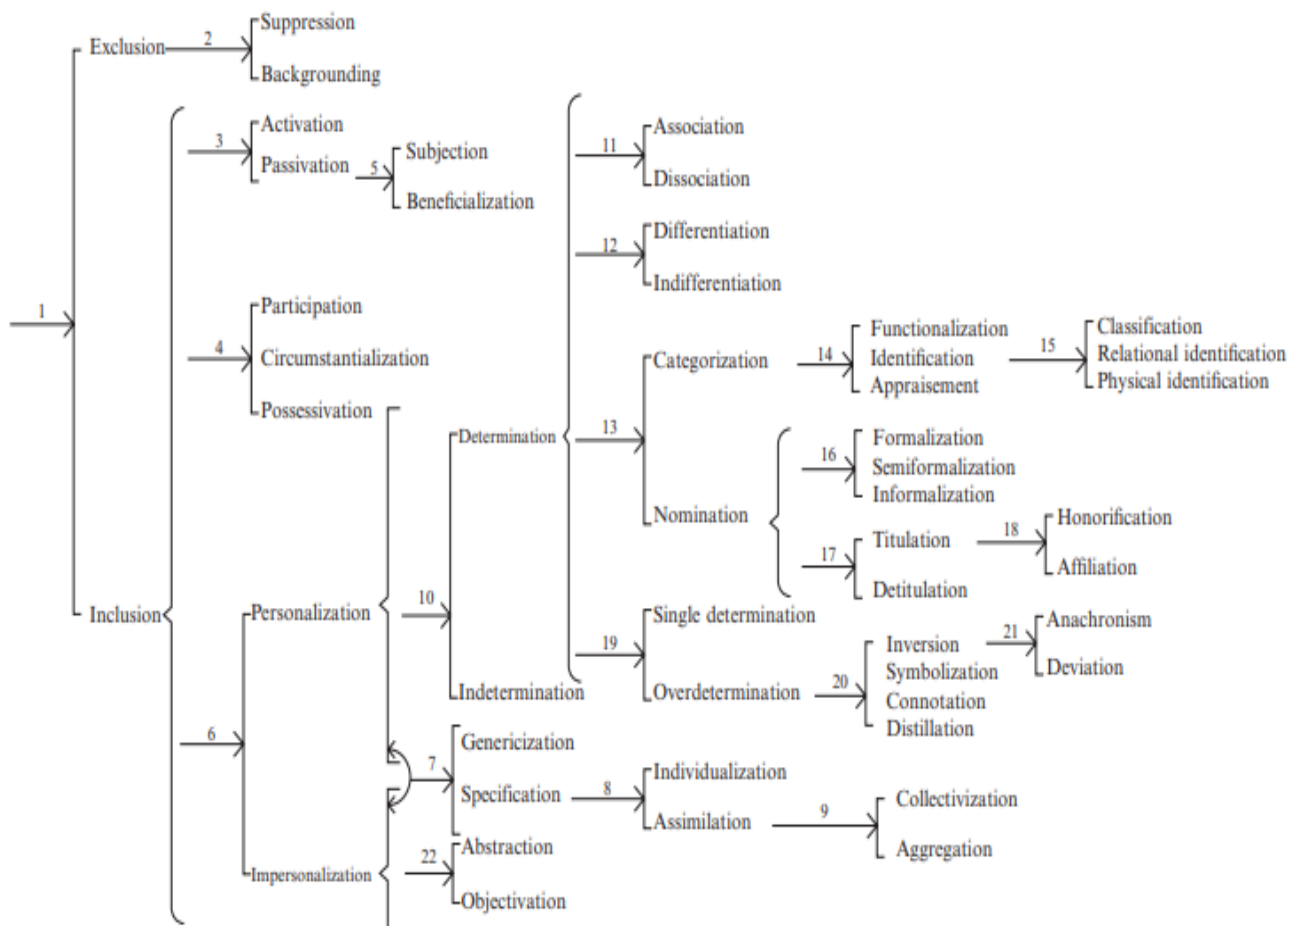 1
Exclusion
2
Suppression
Backgrounding
Inclusion
3
Activation
Passivation
5
Subjection
Beneficialization
4
Participation
Circumstantialization
Possessivation
6
Personalization
Impersonalization
10
Determination
Indetermination
11
Association
Dissociation
12
Differentiation
Indifferentiation
13
Categorization
14
Functionalization
Identification
Appraisement
15
Classification
Relational identification
Physical identification
Nomination
16
Formalization
Semiformalization
Informalization
17
Titulation
Detitulation
18
Honorification
Affiliation
19
Single determination
Overdetermination
20
Inversion
Symbolization
Connotation
Distillation
21
Anachronism
Deviation
7
Genericization
Specification
8
Individualization
Assimilation
9
Collectivization
Aggregation
22
Abstraction
Objectivation